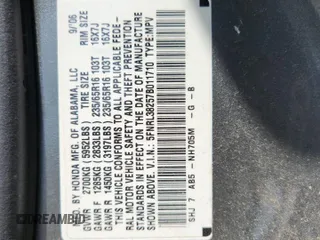 MFD. BY HONDA MFG. OF ALABAMA, LLC 9/06
GVWR 2700KG (5952LBS) TIRE SIZE RIM SIZE
GAWR F 1285KG (2833LBS) 235/65R16 103T 16X7J
GAWR R 1450KG (3197LBS) 235/65R16 103T 16X7J
THIS VEHICLE CONFORMS TO ALL APPLICABLE FEDE-
RAL MOTOR VEHICLE SAFETY AND THEFT PREVENTION
STANDARDS IN EFFECT ON THE DATE OF MANUFACTURE
SHOWN ABOVE. V.I.N.: 5FNRL38257B011710 TYPE: MPV
SHJ 7 AB5 - NH705M - G - B